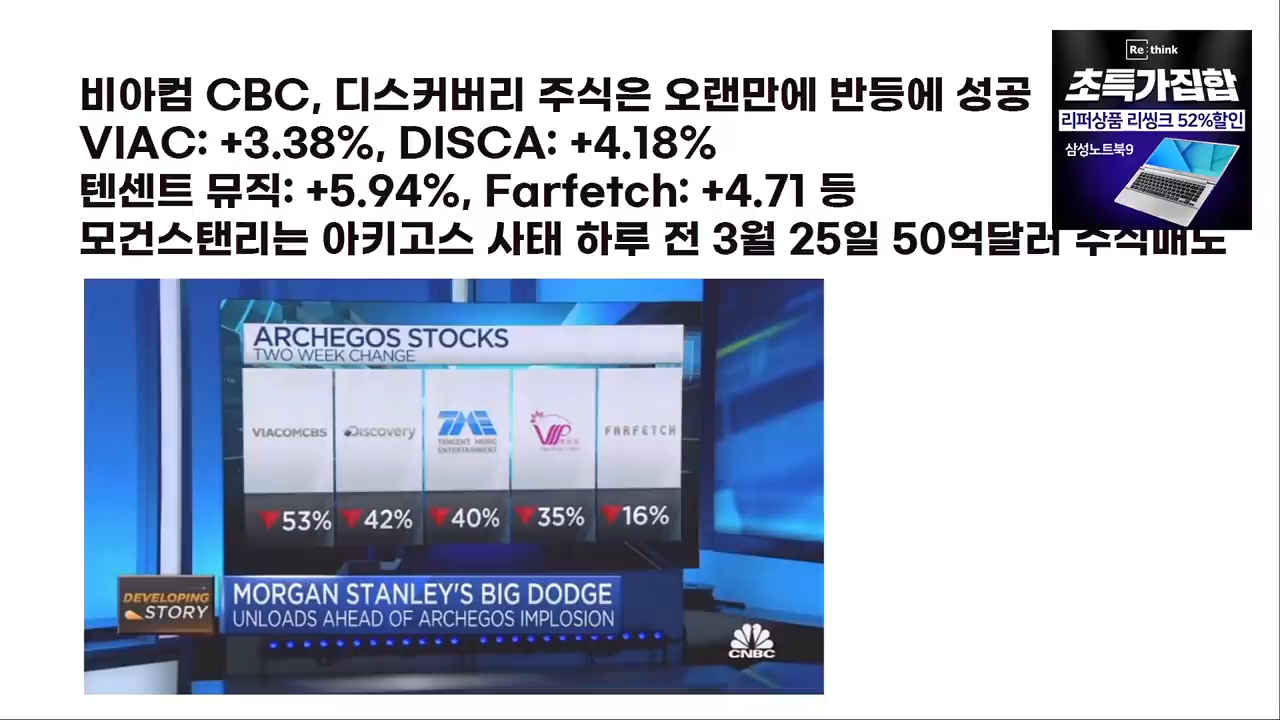 비아컴 CBC, 디스커버리 주식은 오랜만에 반등에 성공
VIAC: +3.38%, DISCA: +4.18%
텐센트 뮤직: +5.94%, Farfetch: +4.71 등
모건스탠리는 아키고스 사태 하루 전 3월 25일 50억달러 주식매도
Re:think
초특가집합
리퍼상품 리씽크 52%할인
삼성노트북9
ARCHEGOS STOCKS
TWO WEEK CHANGE
VIACOMCBS Discovery TME TENCENT MUSIC ENTERTAINMENT VIP FARFETCH
53% 42% 40% 35% 16%
DEVELOPING STORY
MORGAN STANLEY'S BIG DODGE
UNLOADS AHEAD OF ARCHEGOS IMPLOSION
CNBC